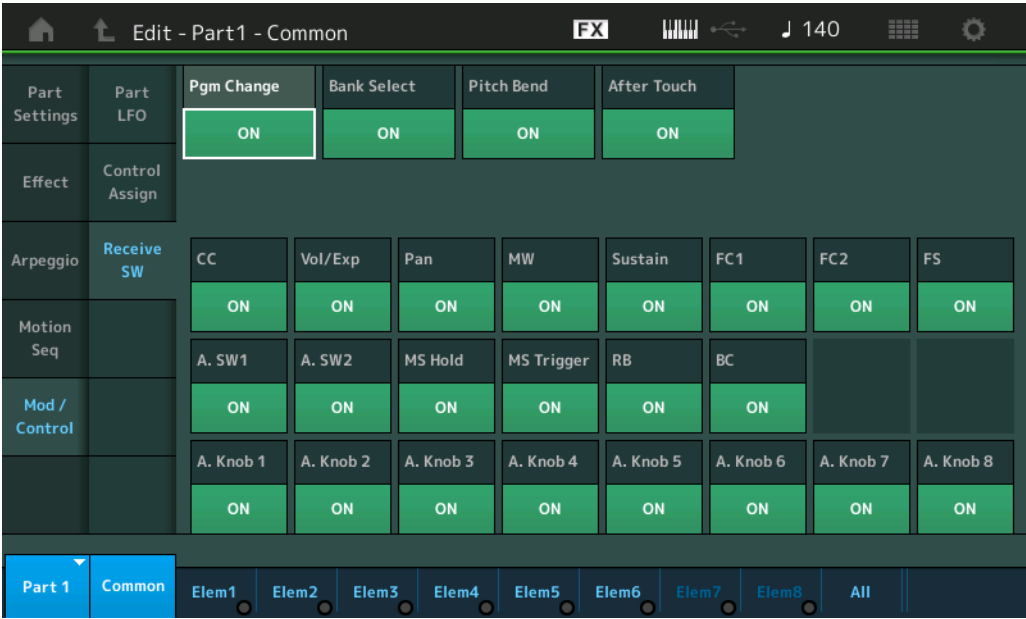 Edit - Part1 - Common
FX
♩ 140
Part
Settings
Effect
Arpeggio
Motion
Seq
Mod /
Control
Part
LFO
Control
Assign
Receive
SW
Pgm Change Bank Select Pitch Bend After Touch
ON ON ON ON
CC Vol/Exp Pan MW Sustain FC1 FC2 FS
ON ON ON ON ON ON ON ON
A. SW1 A. SW2 MS Hold MS Trigger RB BC
ON ON ON ON ON ON
A. Knob 1 A. Knob 2 A. Knob 3 A. Knob 4 A. Knob 5 A. Knob 6 A. Knob 7 A. Knob 8
ON ON ON ON ON ON ON ON
Part 1 Common Elem1 Elem2 Elem3 Elem4 Elem5 Elem6 Elem7 Elem8 All